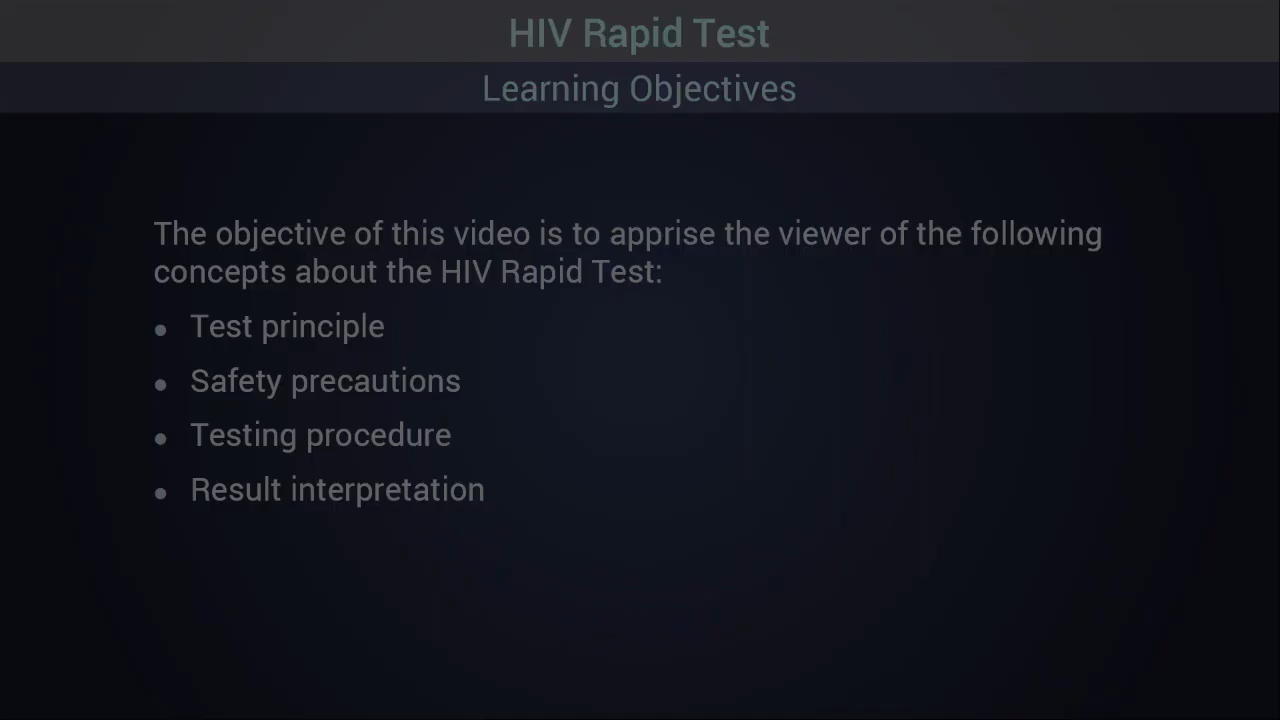 HIV Rapid Test
Learning Objectives
The objective of this video is to apprise the viewer of the following
concepts about the HIV Rapid Test:
• Test principle
• Safety precautions
• Testing procedure
• Result interpretation